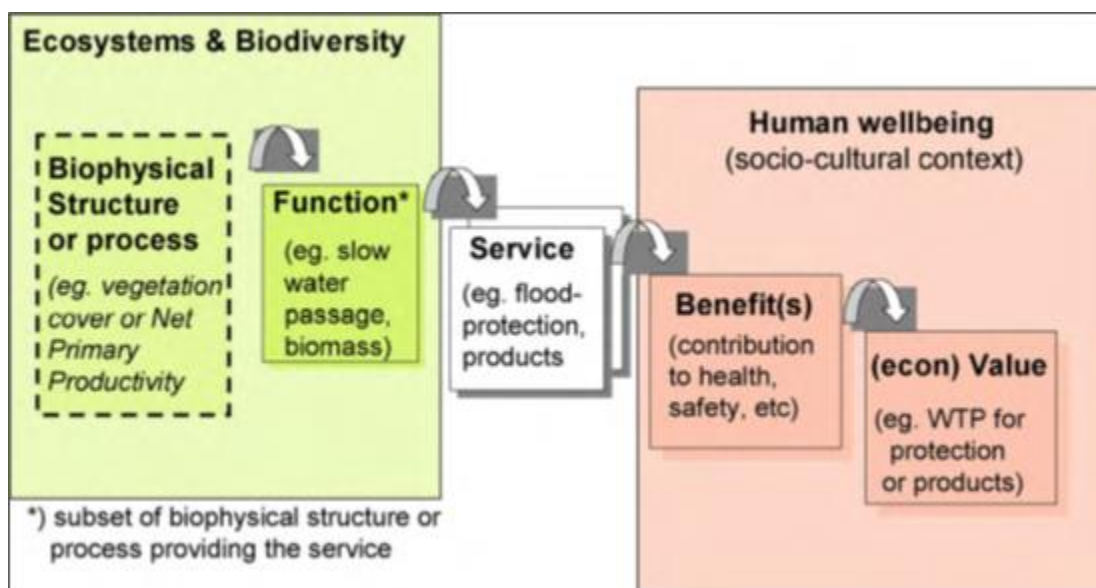 Ecosystems & Biodiversity
Biophysical
Structure
or process
(eg. vegetation
cover or Net
Primary
Productivity
Function*
(eg. slow
water
passage,
biomass)
Service
(eg. flood-
protection,
products
Human wellbeing
(socio-cultural context)
Benefit(s)
(contribution
to health,
safety, etc)
(econ) Value
(eg. WTP for
protection
or products)
*) subset of biophysical structure or
process providing the service